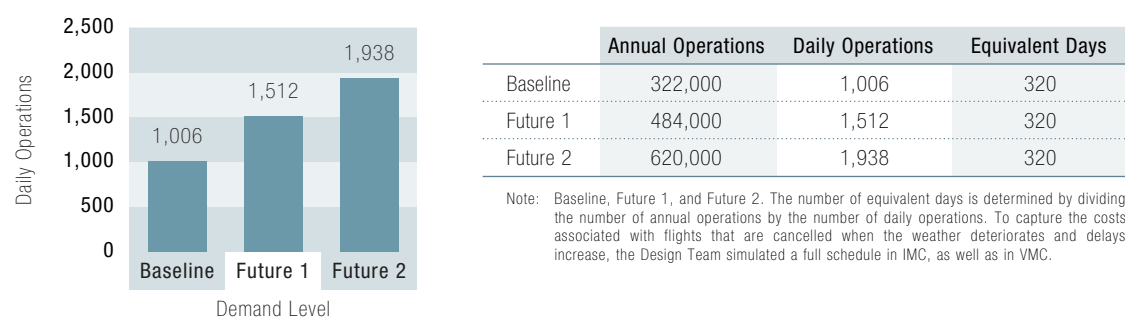 2,500
2,000
1,500
1,000
500
0
Daily Operations
1,006
1,512
1,938
Baseline Future 1 Future 2
Demand Level
Annual Operations Daily Operations Equivalent Days
Baseline 322,000 1,006 320
Future 1 484,000 1,512 320
Future 2 620,000 1,938 320
Note: Baseline, Future 1, and Future 2. The number of equivalent days is determined by dividing
the number of annual operations by the number of daily operations. To capture the costs
associated with flights that are cancelled when the weather deteriorates and delays
increase, the Design Team simulated a full schedule in IMC, as well as in VMC.